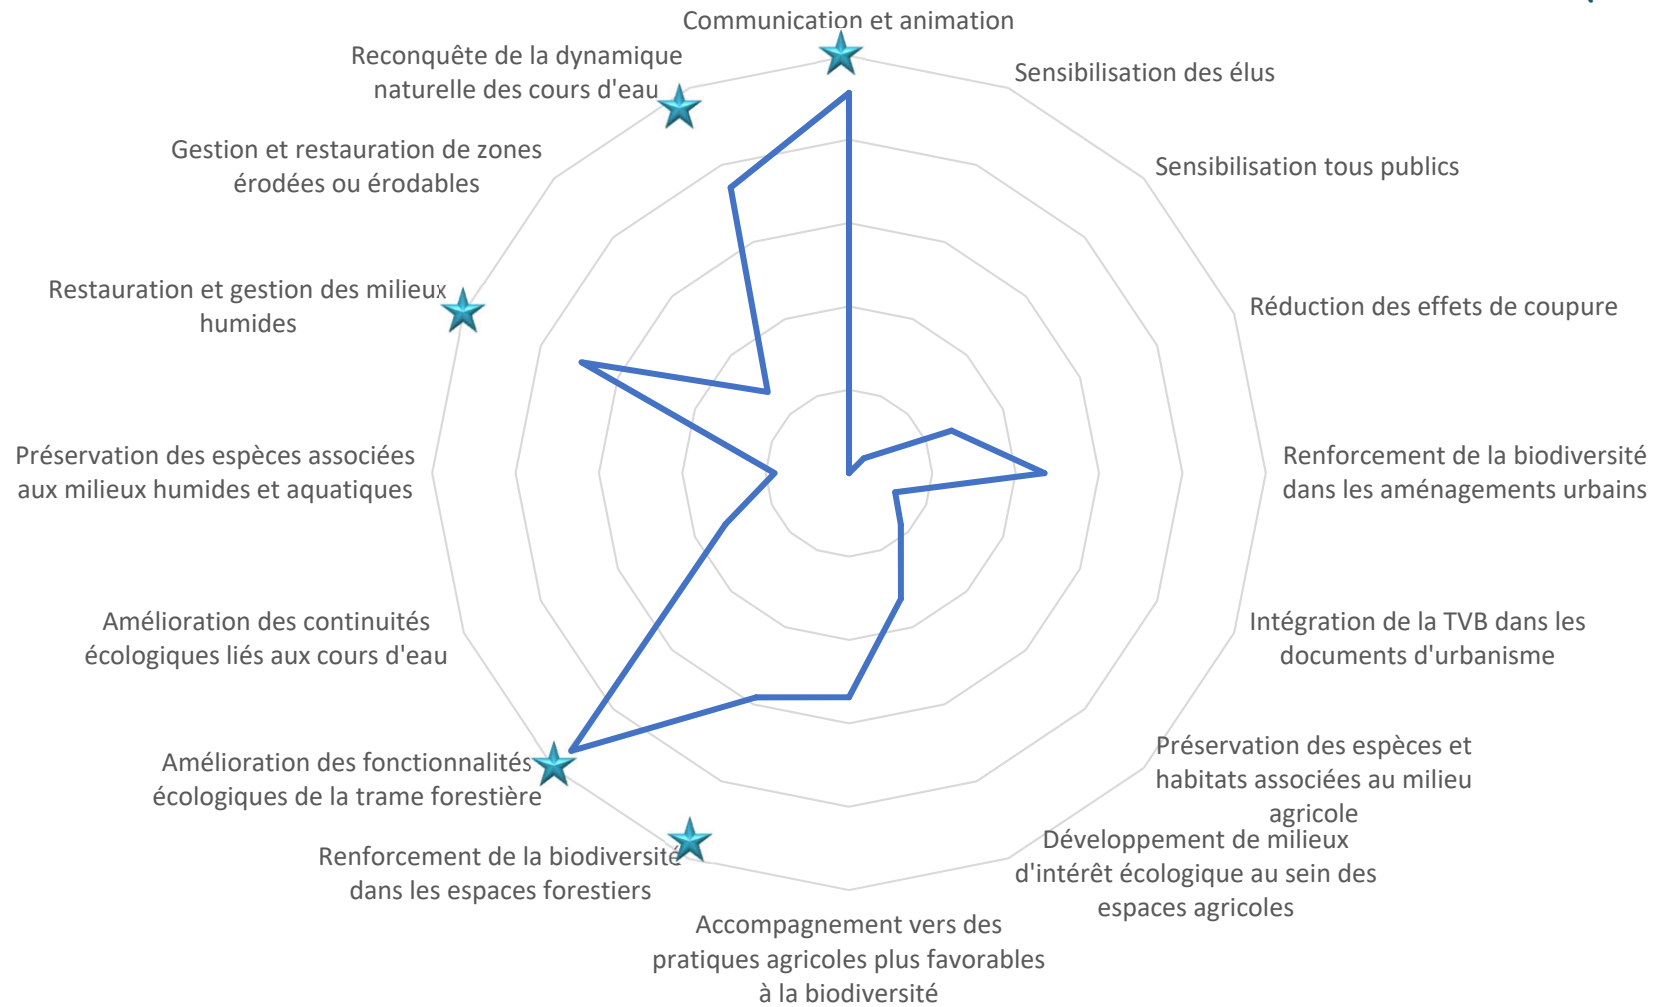 Communication et animation
Sensibilisation des élus
Sensibilisation tous publics
Réduction des effets de coupure
Renforcement de la biodiversité
dans les aménagements urbains
Intégration de la TVB dans les
documents d'urbanisme
Préservation des espèces et
habitats associées au milieu
agricole
Développement de milieux
d'intérêt écologique au sein des
espaces agricoles
Accompagnement vers des
pratiques agricoles plus favorables
à la biodiversité
Renforcement de la biodiversité
dans les espaces forestiers
Amélioration des fonctionnalités
écologiques de la trame forestière
Amélioration des continuités
écologiques liés aux cours d'eau
Préservation des espèces associées
aux milieux humides et aquatiques
Restauration et gestion des milieux
humides
Gestion et restauration de zones
érodées ou érodables
Reconquête de la dynamique
naturelle des cours d'eau